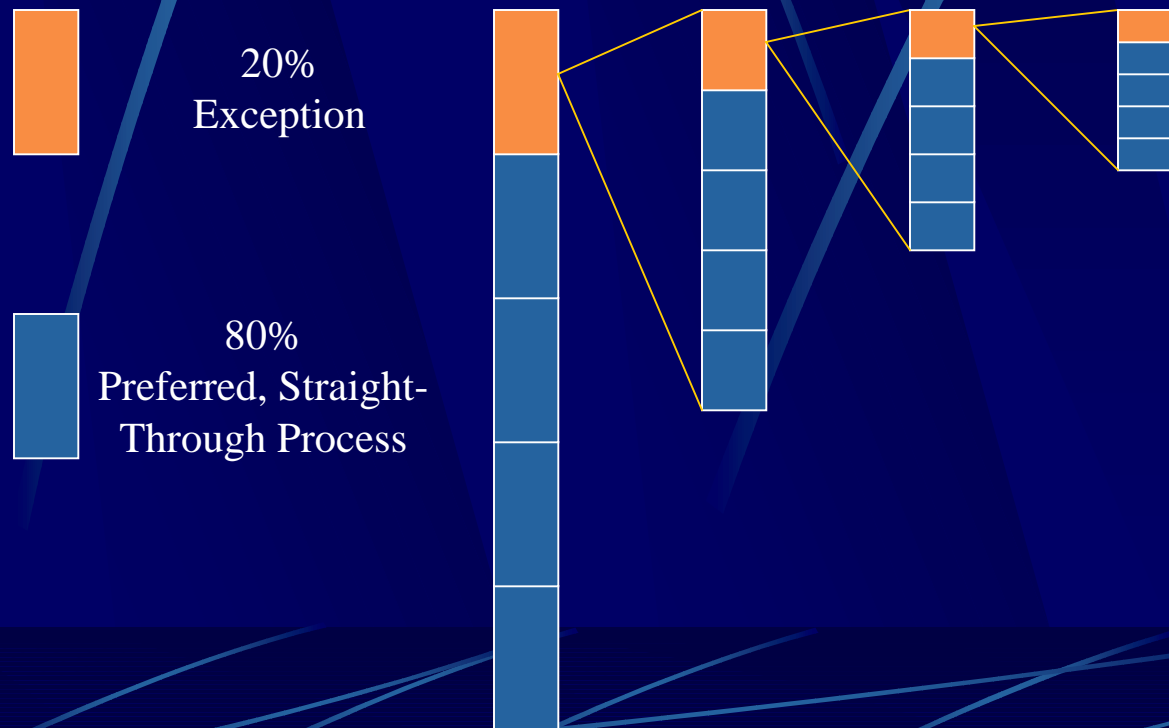 20%
Exception
80%
Preferred, Straight-
Through Process